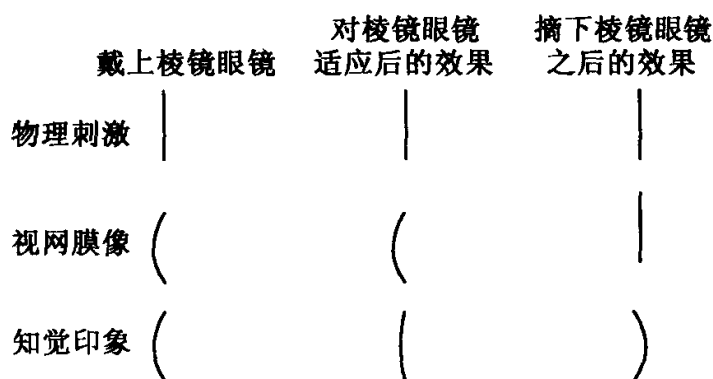 戴上棱镜眼镜
对棱镜眼镜
适应后的效果
摘下棱镜眼镜
之后的效果
物理刺激
视网膜像
知觉印象